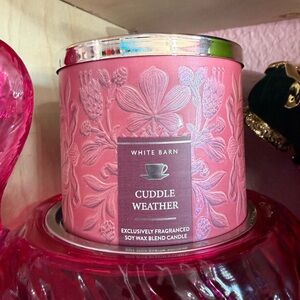 WHITE BARN
CUDDLE
WEATHER
EXCLUSIVELY FRAGRANCED
SOY WAX BLEND CANDLE